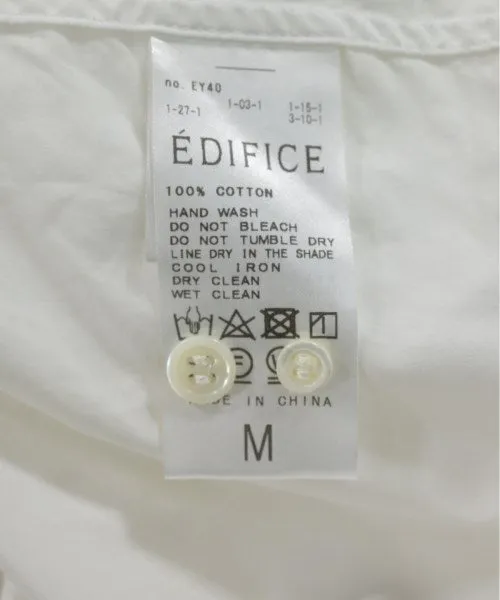 no. EY40
1-27-1 1-03-1 1-15-1
3-10-1
ÉDIFICE
100% COTTON
HAND WASH
DO NOT BLEACH
DO NOT TUMBLE DRY
LINE DRY IN THE SHADE
COOL IRON
DRY CLEAN
WET CLEAN
DE IN CHINA
M